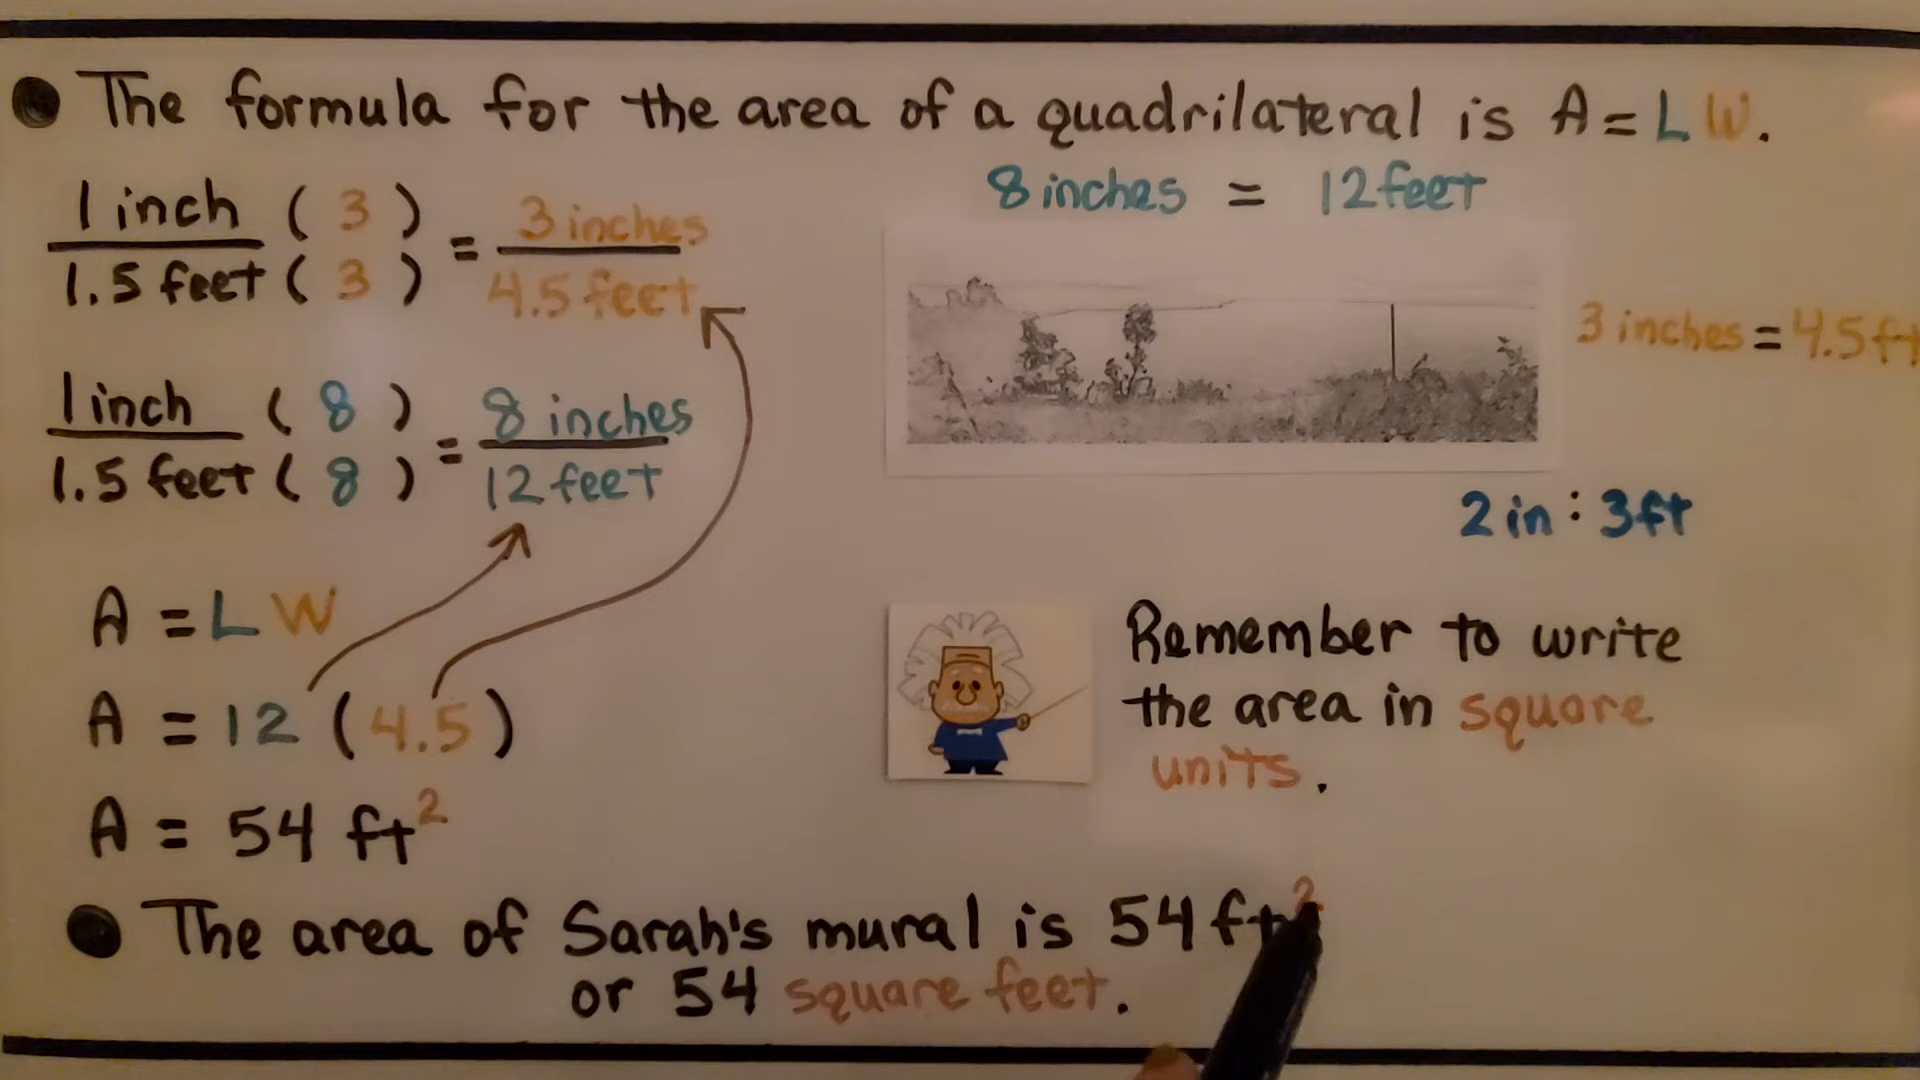 The formula for the area of a quadrilateral is A = LW.
1 inch ( 3 ) = 3 inches
1.5 feet ( 3 ) 4.5 feet
8 inches = 12 feet
3 inches = 4.5 ft
1 inch ( 8 ) = 8 inches
1.5 feet ( 8 ) 12 feet
2 in : 3 ft
A = LW
A = 12 ( 4.5 )
A = 54 ft²
Remember to write
the area in square
units.
The area of Sarah's mural is 54 ft²
or 54 square feet.